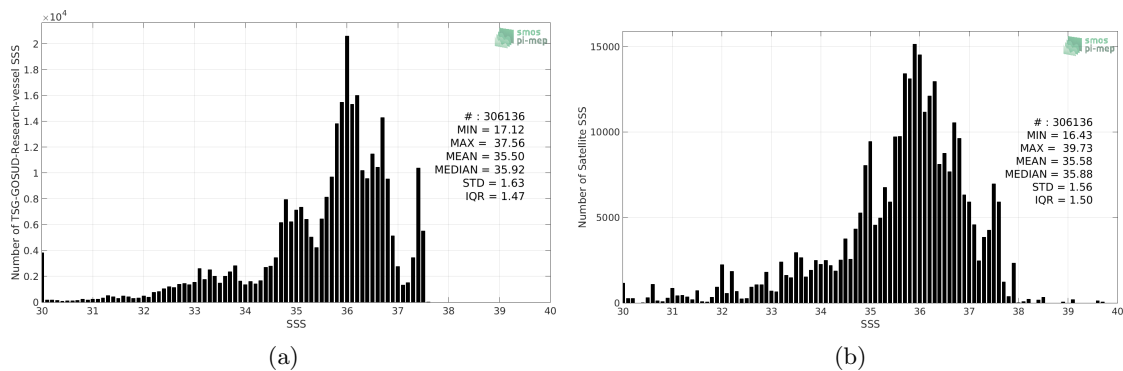 ×10⁴
2
1.8
1.6
1.4
1.2
1
0.8
0.6
0.4
0.2
0
Number of TSG-GOSUD-Research-vessel SSS
30 31 32 33 34 35 36 37 38 39 40
SSS
smos
pi-mep
# : 306136
MIN = 17.12
MAX = 37.56
MEAN = 35.50
MEDIAN = 35.92
STD = 1.63
IQR = 1.47
(a)
15000
10000
5000
0
Number of Satellite SSS
30 31 32 33 34 35 36 37 38 39 40
SSS
smos
pi-mep
# : 306136
MIN = 16.43
MAX = 39.73
MEAN = 35.58
MEDIAN = 35.88
STD = 1.56
IQR = 1.50
(b)